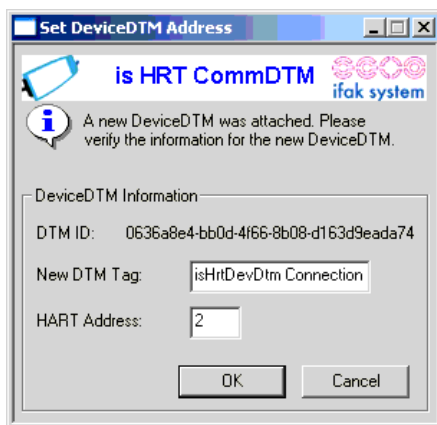 Set DeviceDTM Address
is HRT CommDTM
ifak system
A new DeviceDTM was attached. Please
verify the information for the new DeviceDTM.
DeviceDTM Information
DTM ID: 0636a8e4-bb0d-4f66-8b08-d163d9eada74
New DTM Tag: isHrtDevDtm Connection
HART Address: 2
OK Cancel